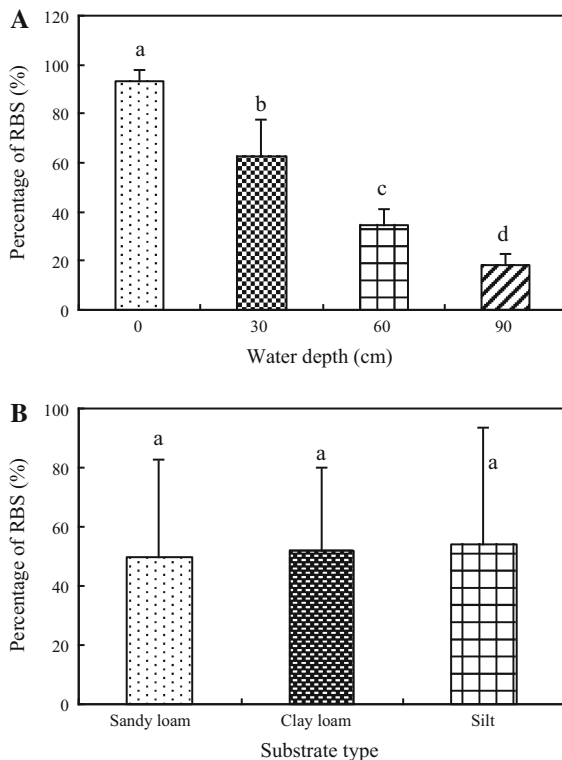 A
Percentage of RBS (%)
120
100
80
60
40
20
0
a
b
c
d
0 30 60 90
Water depth (cm)
B
Percentage of RBS (%)
100
80
60
40
20
0
a a a
Sandy loam Clay loam Silt
Substrate type